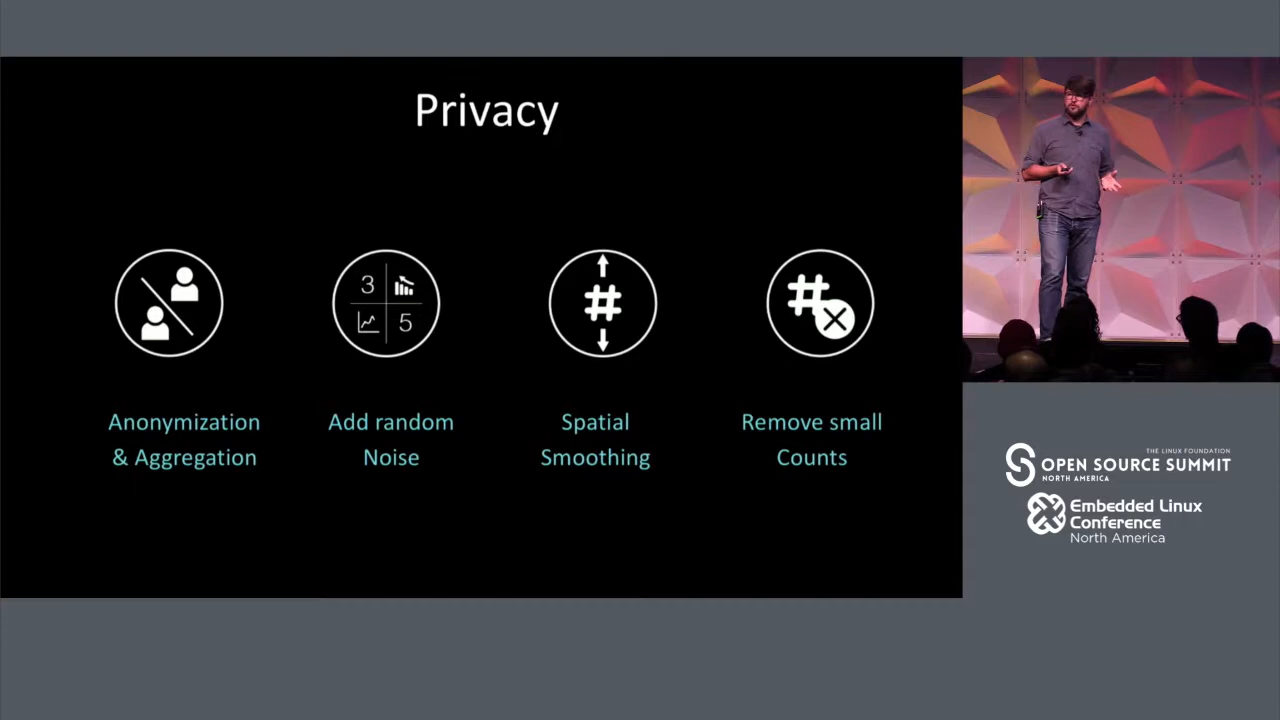 Privacy
3
5
#
#
Anonymization
& Aggregation
Add random
Noise
Spatial
Smoothing
Remove small
Counts
THE LINUX FOUNDATION
OPEN SOURCE SUMMIT
NORTH AMERICA
Embedded Linux
Conference
North America